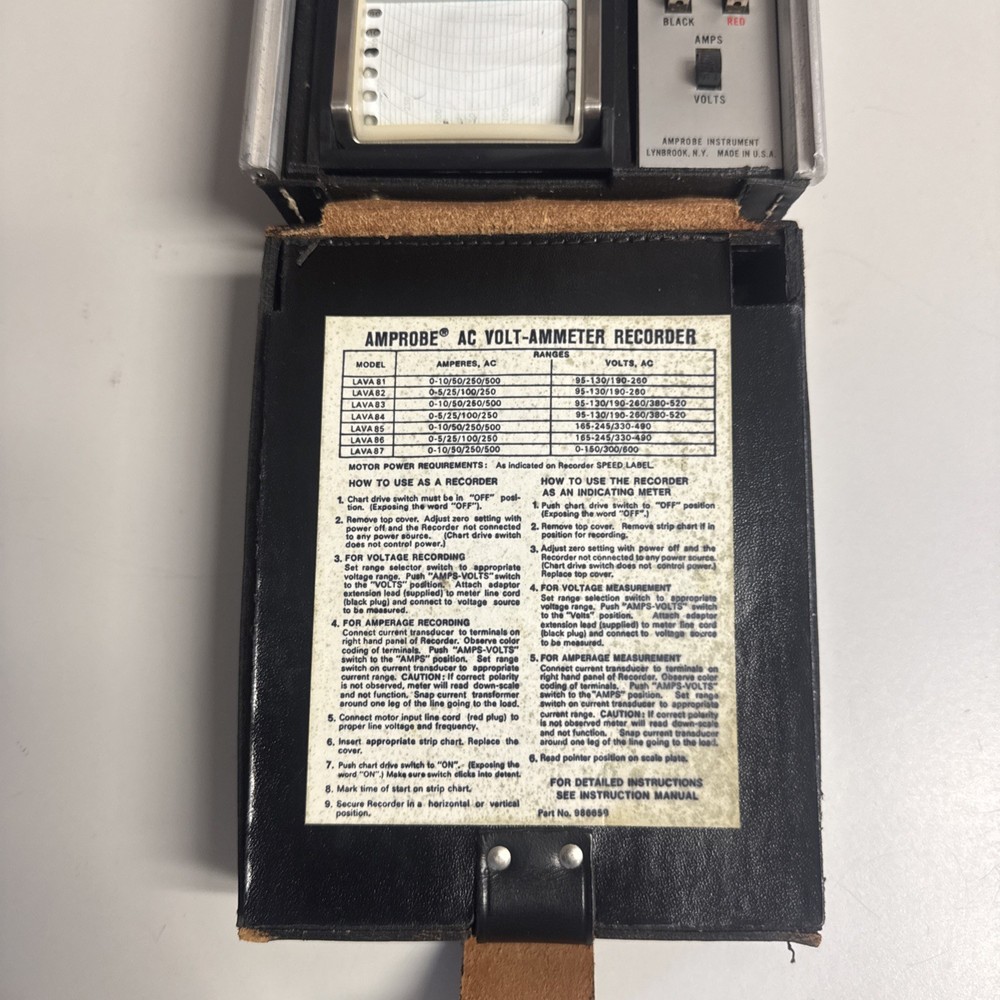 BLACK RED
AMPS
VOLTS
AMPROBE INSTRUMENT
LYNBROOK, N.Y. MADE IN U.S.A.
AMPROBE® AC VOLT-AMMETER RECORDER
RANGES
MODEL AMPERES, AC VOLTS, AC
LAVA81 0-10/50/250/500 95-130/190-260
LAVA82 0-5/25/100/250 95-130/190-260
LAVA83 0-10/50/250/500 95-130/190-260/380-520
LAVA84 0-5/25/100/250 95-130/190-260/380-520
LAVA85 0-10/50/250/500 165-245/330-490
LAVA86 0-5/25/100/250 165-245/330-490
LAVA87 0-10/50/250/500 0-150/300/600
MOTOR POWER REQUIREMENTS: As indicated on Recorder SPEED LABEL.
HOW TO USE AS A RECORDER
1. Chart drive switch must be in "OFF" posi-
tion. (Exposing the word "OFF").
2. Remove top cover. Adjust zero setting with
power off and the Recorder not connected
to any power source. (Chart drive switch
does not control power.)
3. FOR VOLTAGE RECORDING
Set range selector switch to appropriate
voltage range. Push "AMPS-VOLTS" switch
to the "VOLTS" position. Attach adaptor
extension lead (supplied) to meter line cord
(black plug) and connect to voltage source
to be measured.
4. FOR AMPERAGE RECORDING
Connect current transducer to terminals on
right hand panel of Recorder. Observe color
coding of terminals. Push "AMPS-VOLTS"
switch to the "AMPS" position. Set range
switch on current transducer to appropriate
current range. CAUTION: If correct polarity
is not observed, meter will read down-scale
and not function. Snap current transformer
around one leg of the line going to the load.
5. Connect motor input line cord (red plug) to
proper line voltage and frequency.
6. Insert appropriate strip chart. Replace the
cover.
7. Push chart drive switch to "ON". (Exposing the
word "ON".) Make sure switch clicks into detent.
8. Mark time of start on strip chart.
9. Secure Recorder in a horizontal or vertical
position.
HOW TO USE THE RECORDER
AS AN INDICATING METER
1. Push chart drive switch to "OFF" position
(Exposing the word "OFF".)
2. Remove top cover. Remove strip chart if in
position for recording.
3. Adjust zero setting with power off and the
Recorder not connected to any power source.
(Chart drive switch does not control power.)
Replace top cover.
4. FOR VOLTAGE MEASUREMENT
Set range selection switch to appropriate
voltage range. Push "AMPS-VOLTS" switch
to the "Volts" position. Attach adaptor
extension lead (supplied) to meter line cord
(black plug) and connect to voltage source
to be measured.
5. FOR AMPERAGE MEASUREMENT
Connect current transducer to terminals on
right hand panel of Recorder. Observe color
coding of terminals. Push "AMPS-VOLTS"
switch to the "AMPS" position. Set range
switch on current transducer to appropriate
current range. CAUTION: If correct polarity
is not observed meter will read down-scale
and not function. Snap current transducer
around one leg of the line going to the load.
6. Read pointer position on scale plate.
FOR DETAILED INSTRUCTIONS
SEE INSTRUCTION MANUAL
Part No. 986659